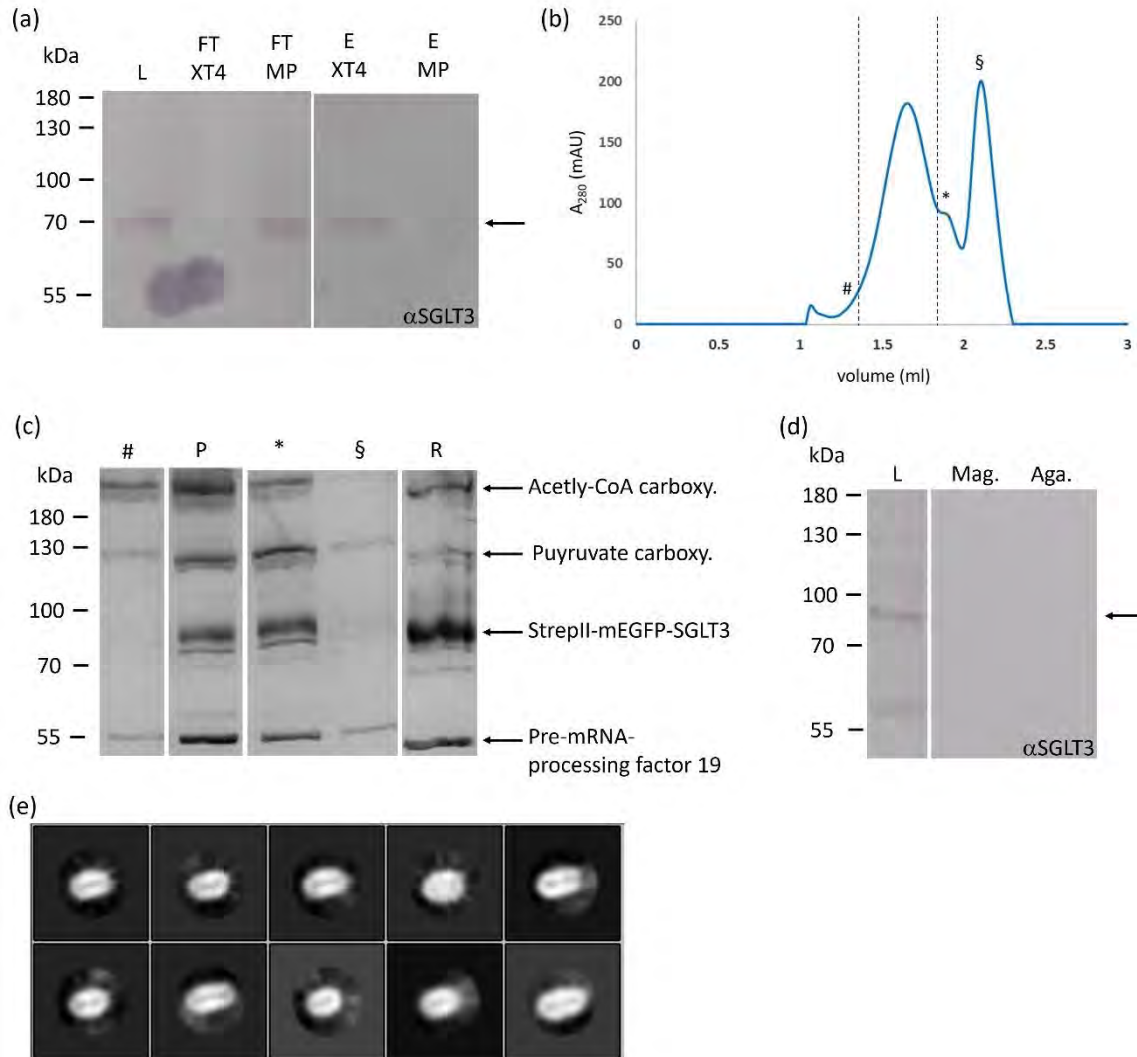 (a)
kDa
L
FT
XT4
FT
MP
E
XT4
E
MP
180
130
100
70
55
αSGLT3
(b)
250
200
150
100
50
0
A280 (mAU)
#
*
§
0
0.5
1
1.5
2
2.5
3
volume (ml)
(c)
kDa
#
P
*
§
R
180
130
100
70
55
Acetly-CoA carboxy.
Puyruvate carboxy.
StrepII-mEGFP-SGLT3
Pre-mRNA-
processing factor 19
(d)
kDa
L
Mag.
Aga.
180
130
100
70
55
αSGLT3
(e)